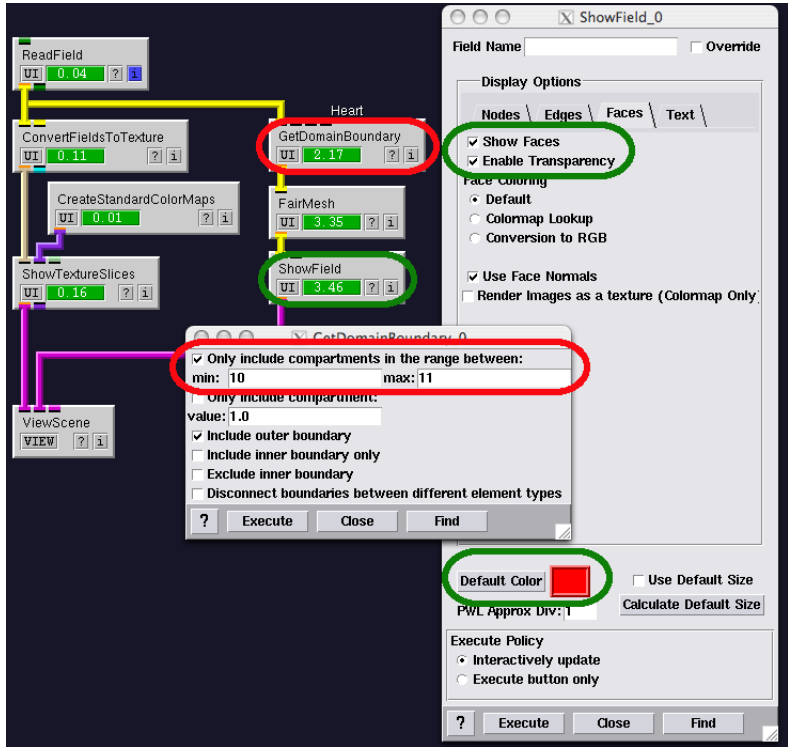 ReadField
UI 0.04 ? i
ConvertFieldsToTexture
UI 0.11 ? i
CreateStandardColorMaps
UI 0.01 ? i
ShowTextureSlices
UI 0.16 ? i
ViewScene
VIEW ? i
Heart
GetDomainBoundary
UI 2.17 ? i
FairMesh
UI 3.35 ? i
ShowField
UI 3.46 ? i
GetDomainBoundary_0
Only include compartments in the range between:
min: 10 max: 11
Only include compartment:
value: 1.0
Include outer boundary
Include inner boundary only
Exclude inner boundary
Disconnect boundaries between different element types
? Execute Close Find
X ShowField_0
Field Name Override
Display Options
Nodes \ Edges \ Faces \ Text \
Show Faces
Enable Transparency
Face Coloring
Default
Colormap Lookup
Conversion to RGB
Use Face Normals
Render Images as a texture (Colormap Only)
Default Color Use Default Size
PWL Approx Div: 1 Calculate Default Size
Execute Policy
Interactively update
Execute button only
? Execute Close Find